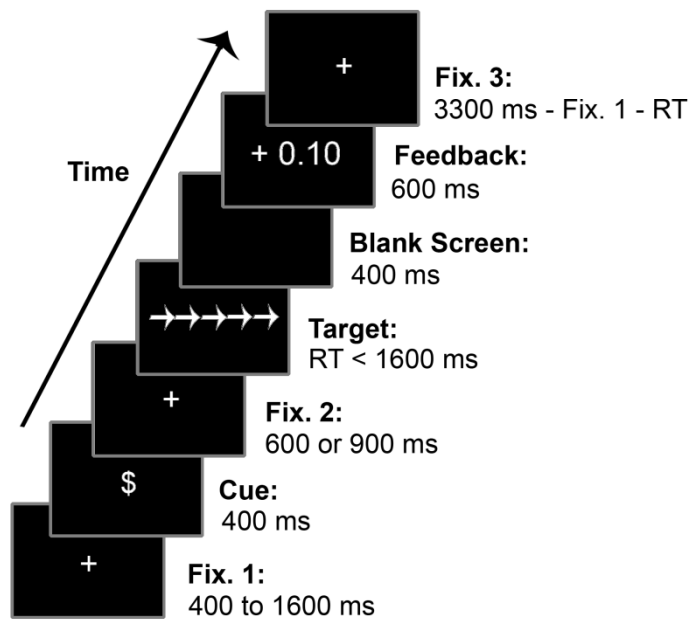 +
Fix. 3:
3300 ms - Fix. 1 - RT
+ 0.10
Feedback:
600 ms
Time
Blank Screen:
400 ms
Target:
RT < 1600 ms
+
Fix. 2:
600 or 900 ms
$
Cue:
400 ms
+
Fix. 1:
400 to 1600 ms